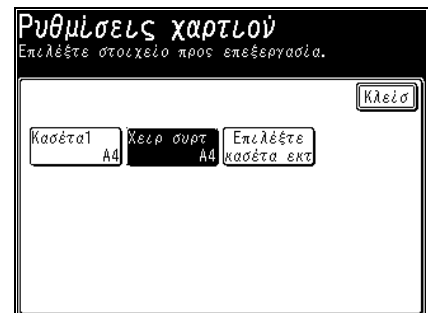 Ρυθμίσεις χαρτιού
Επιλέξτε στοιχείο προς επεξεργασία.
Κλείσ
Κασέτα1
A4
Χειρ συρτ
A4
Επιλέξτε
κασέτα εκτ